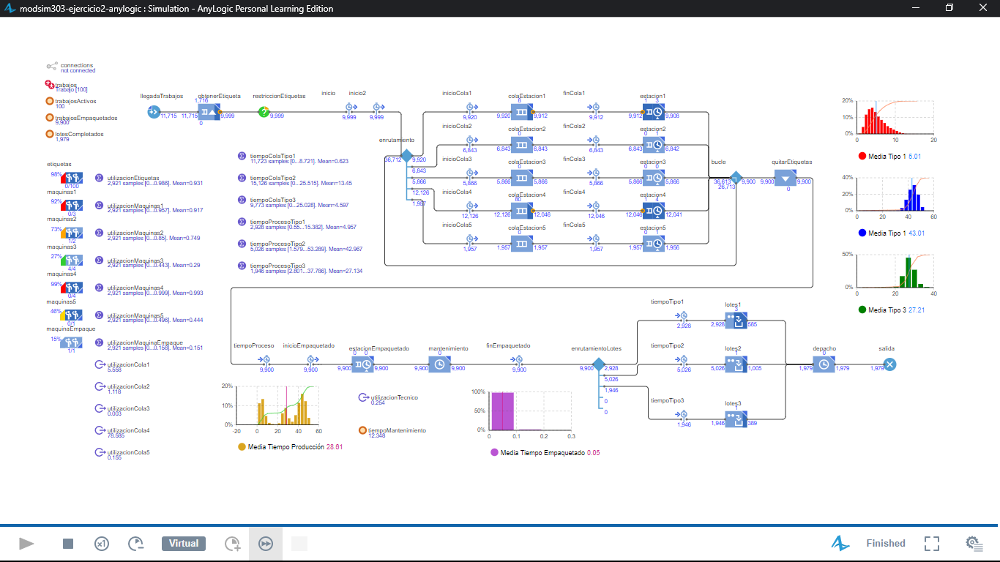 modsim303-ejercicio2-anylogic : Simulation - AnyLogic Personal Learning Edition
connections
not connected
trabajos
Trabajo [100]
trabajosActivos
100
trabajosEmpaquetados
9,900
lotesCompletados
1,979
llegadaTrabajos
11,715
obtenerEtiqueta
1,716
11,715
9,999
0
restriccionEtiquetas
9,999
inicio
9,999
inicio2
9,999
enrutamiento
36,712
9,920
6,843
5,866
12,126
1,957
inicioCola1
9,920
colaEstacion1
8
9,920
9,912
finCola1
9,912
estacion1
1 3
9,912
9,908
inicioCola2
6,843
colaEstacion2
6,843
6,843
finCola2
6,843
estacion2
0 1
6,843
6,842
inicioCola3
5,866
colaEstacion3
5,866
5,866
finCola3
5,866
estacion3
0 0
5,866
5,866
inicioCola4
12,126
colaEstacion4
80
12,126
12,046
finCola4
12,046
estacion4
1 4
12,046
12,041
inicioCola5
1,957
colaEstacion5
1,957
1,957
finCola5
1,957
estacion5
0 1
1,957
1,956
bucle
36,613
9,900
26,713
quitarEtiquetas
9,900
9,900
0
etiquetas
98%
0/100
maquinas1
92%
0/3
maquinas2
73%
1/2
maquinas3
27%
4/4
maquinas4
99%
0/4
maquinas5
46%
0/1
maquinaEmpaque
15%
1/1
utilizacionEtiquetas
2,921 samples [0...0.986]. Mean=0.931
utilizacionMaquinas1
2,921 samples [0...0.957]. Mean=0.917
utilizacionMaquinas2
2,921 samples [0...0.85]. Mean=0.749
utilizacionMaquinas3
2,921 samples [0...0.443]. Mean=0.29
utilizacionMaquinas4
2,921 samples [0...0.999]. Mean=0.993
utilizacionMaquinas5
2,921 samples [0...0.496]. Mean=0.444
utilizacionMaquinaEmpaque
2,921 samples [0...0.158]. Mean=0.151
utilizacionCola1
5.558
utilizacionCola2
1.118
utilizacionCola3
0.003
utilizacionCola4
78.585
utilizacionCola5
0.155
tiempoColaTipo1
11,723 samples [0...8.721]. Mean=0.623
tiempoColaTipo2
15,126 samples [0...25.515]. Mean=13.45
tiempoColaTipo3
9,773 samples [0...25.028]. Mean=4.597
tiempoProcesoTipo1
2,928 samples [0.55...15.382]. Mean=4.957
tiempoProcesoTipo2
5,026 samples [1.579...53.289]. Mean=42.967
tiempoProcesoTipo3
1,946 samples [2.801...37.786]. Mean=27.134
20%
10%
0%
0 10 20
Media Tipo 1 5.01
40%
20%
0%
0 20 40 60
Media Tipo 1 43.01
50%
0%
0 20 40
Media Tipo 3 27.21
tiempoProceso
9,900
inicioEmpaquetado
9,900
estacionEmpaquetado
0 0
9,900
9,900
mantenimiento
0
9,900
9,900
finEmpaquetado
9,900
enrutamientoLotes
9,900
2,928
5,026
1,946
0
0
tiempoTipo1
2,928
lotes1
3
2,928
585
tiempoTipo2
5,026
lotes2
1
5,026
1,005
tiempoTipo3
1,946
lotes3
1
1,946
389
depacho
0
1,979
1,979
salida
1,979
20%
10%
0%
-20 0 20 40 60
Media Tiempo Producción 28.61
utilizacionTecnico
0.254
tiempoMantenimiento
12.348
100%
50%
0%
0 0.1 0.2 0.3
Media Tiempo Empaquetado 0.05
x1
Virtual
Finished